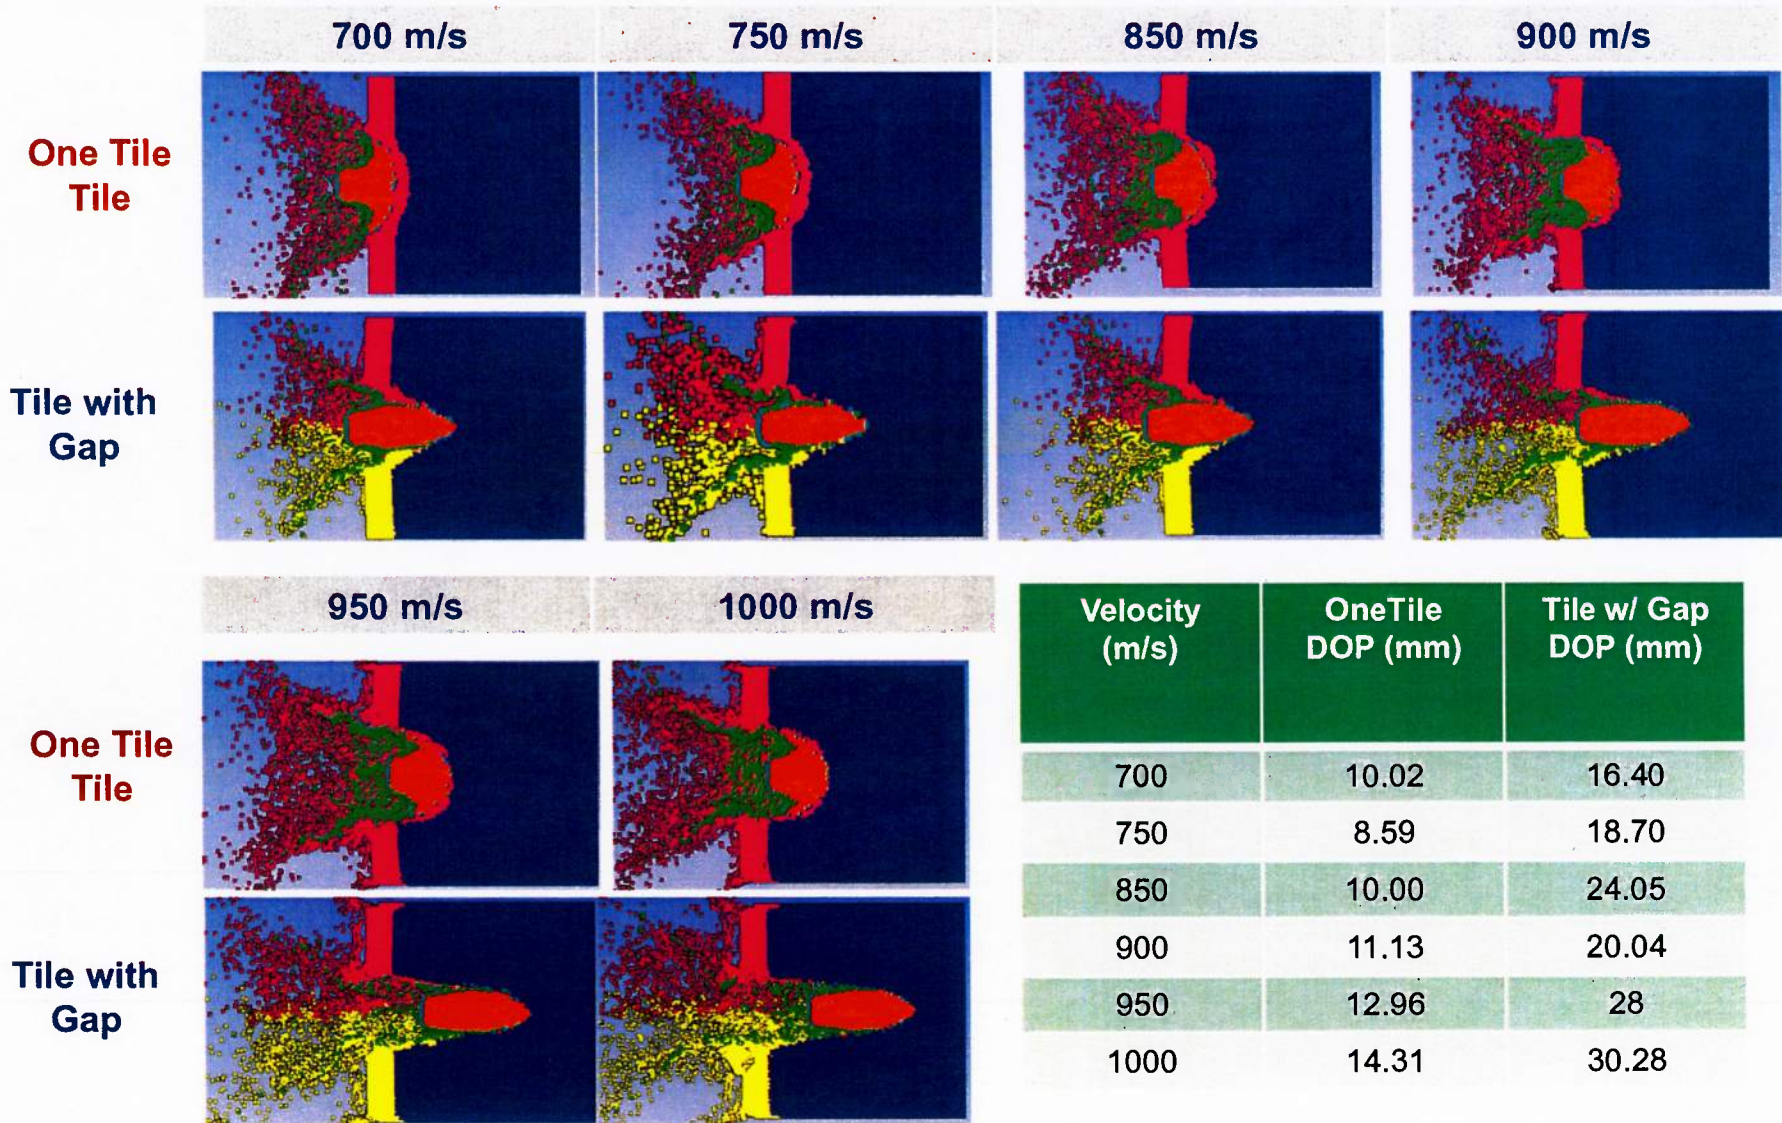 700 m/s 750 m/s 850 m/s 900 m/s
One Tile
Tile
Tile with
Gap
950 m/s 1000 m/s
One Tile
Tile
Tile with
Gap
Velocity (m/s) OneTile DOP (mm) Tile w/ Gap DOP (mm)
700 10.02 16.40
750 8.59 18.70
850 10.00 24.05
900 11.13 20.04
950 12.96 28
1000 14.31 30.28